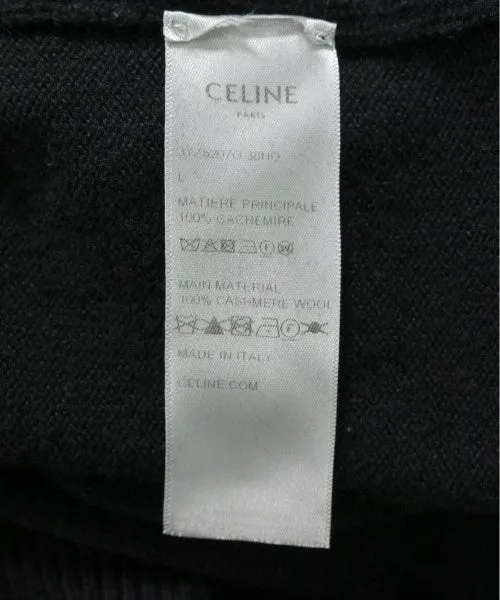 CELINE
PARIS
L
MATIERE PRINCIPALE
100% CACHEMIRE
MAIN MATERIAL
100% CASHMERE WOOL
MADE IN ITALY
CELINE.COM